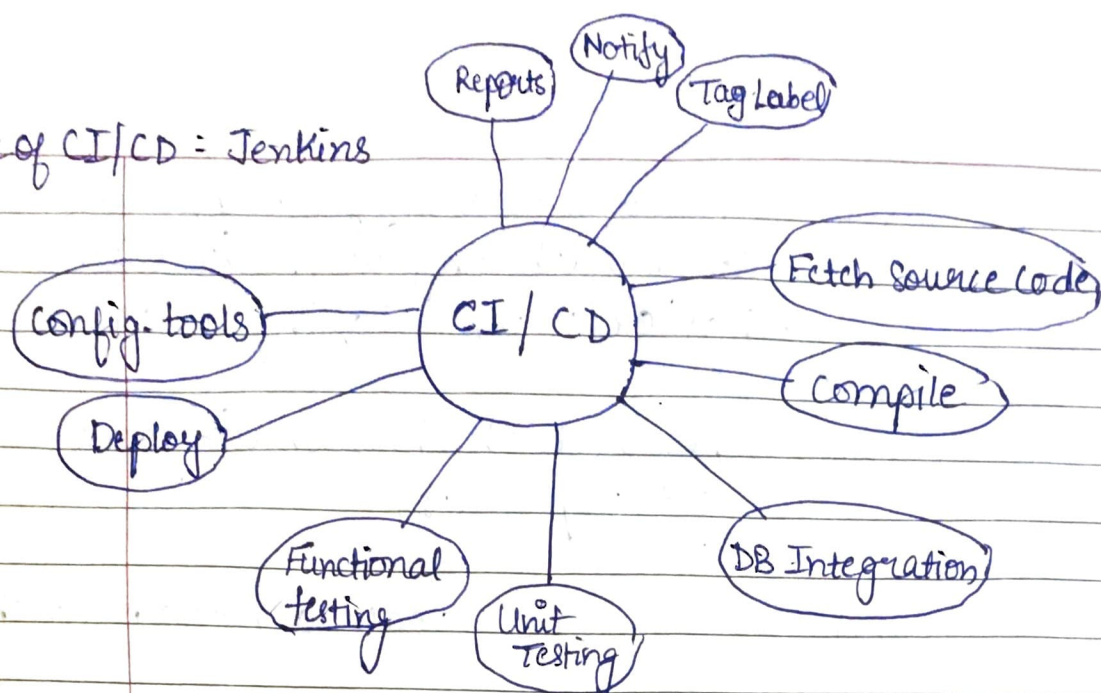 Notify
Reports
Tag Label
of CI/CD = Jenkins
Fetch Source Code
CI / CD
Config. tools
Compile
Deploy
DB Integration
Functional
testing
Unit
Testing